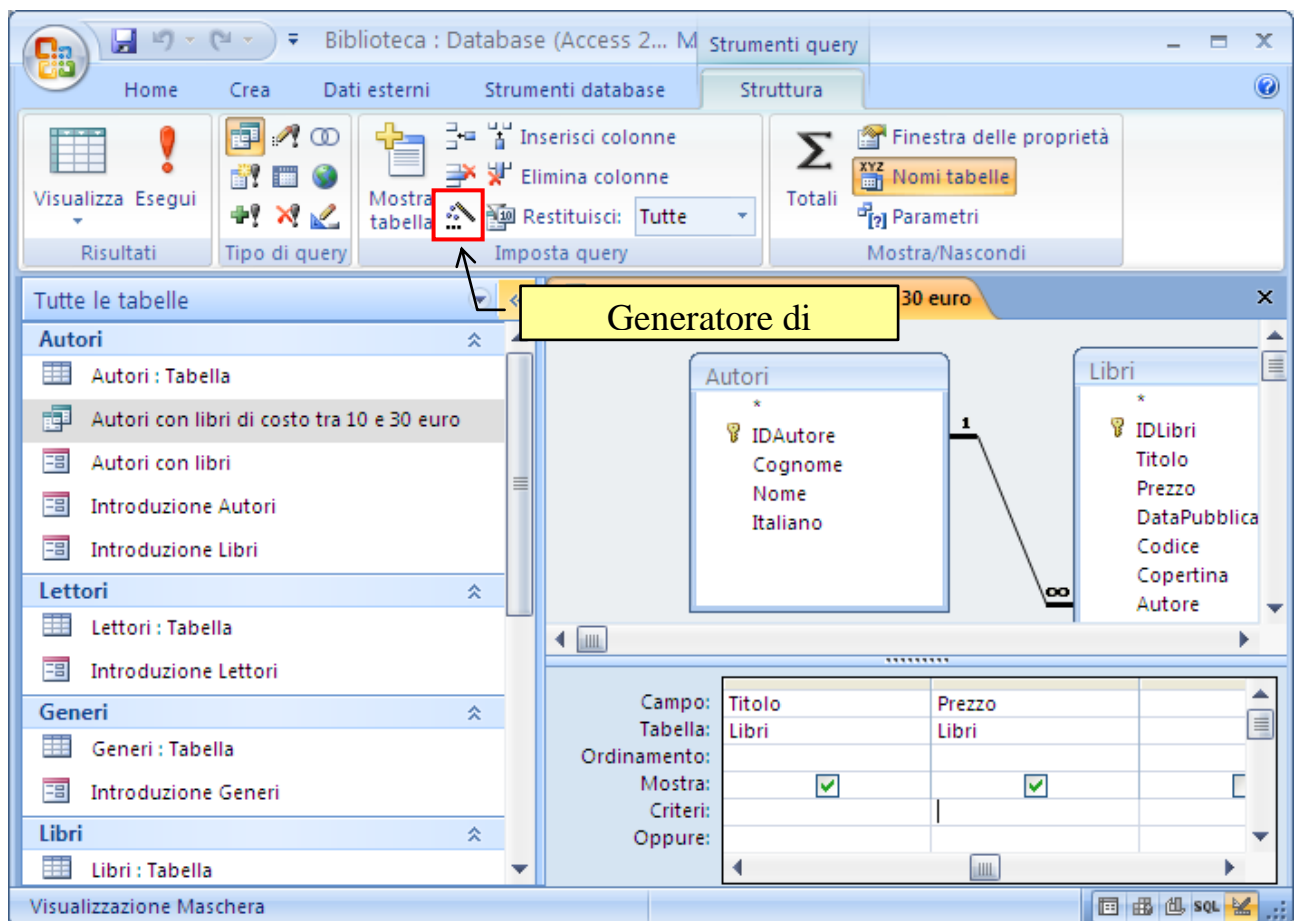 Biblioteca : Database (Access 2... M
Strumenti query
Home
Crea
Dati esterni
Strumenti database
Struttura
Visualizza
Esegui
Mostra
tabella
Inserisci colonne
Elimina colonne
Restituisci: Tutte
Totali
Finestra delle proprietà
XYZ
Nomi tabelle
Parametri
Risultati
Tipo di query
Imposta query
Mostra/Nascondi
Tutte le tabelle
Generatore di
30 euro
Autori
Autori : Tabella
Autori con libri di costo tra 10 e 30 euro
Autori con libri
Introduzione Autori
Introduzione Libri
Lettori
Lettori : Tabella
Introduzione Lettori
Generi
Generi : Tabella
Introduzione Generi
Libri
Libri : Tabella
Autori
*
IDAutore
Cognome
Nome
Italiano
1
∞
Libri
*
IDLibri
Titolo
Prezzo
DataPubblica
Codice
Copertina
Autore
Campo: Titolo Prezzo
Tabella: Libri Libri
Ordinamento:
Mostra:
Criteri:
Oppure:
Visualizzazione Maschera
SQL